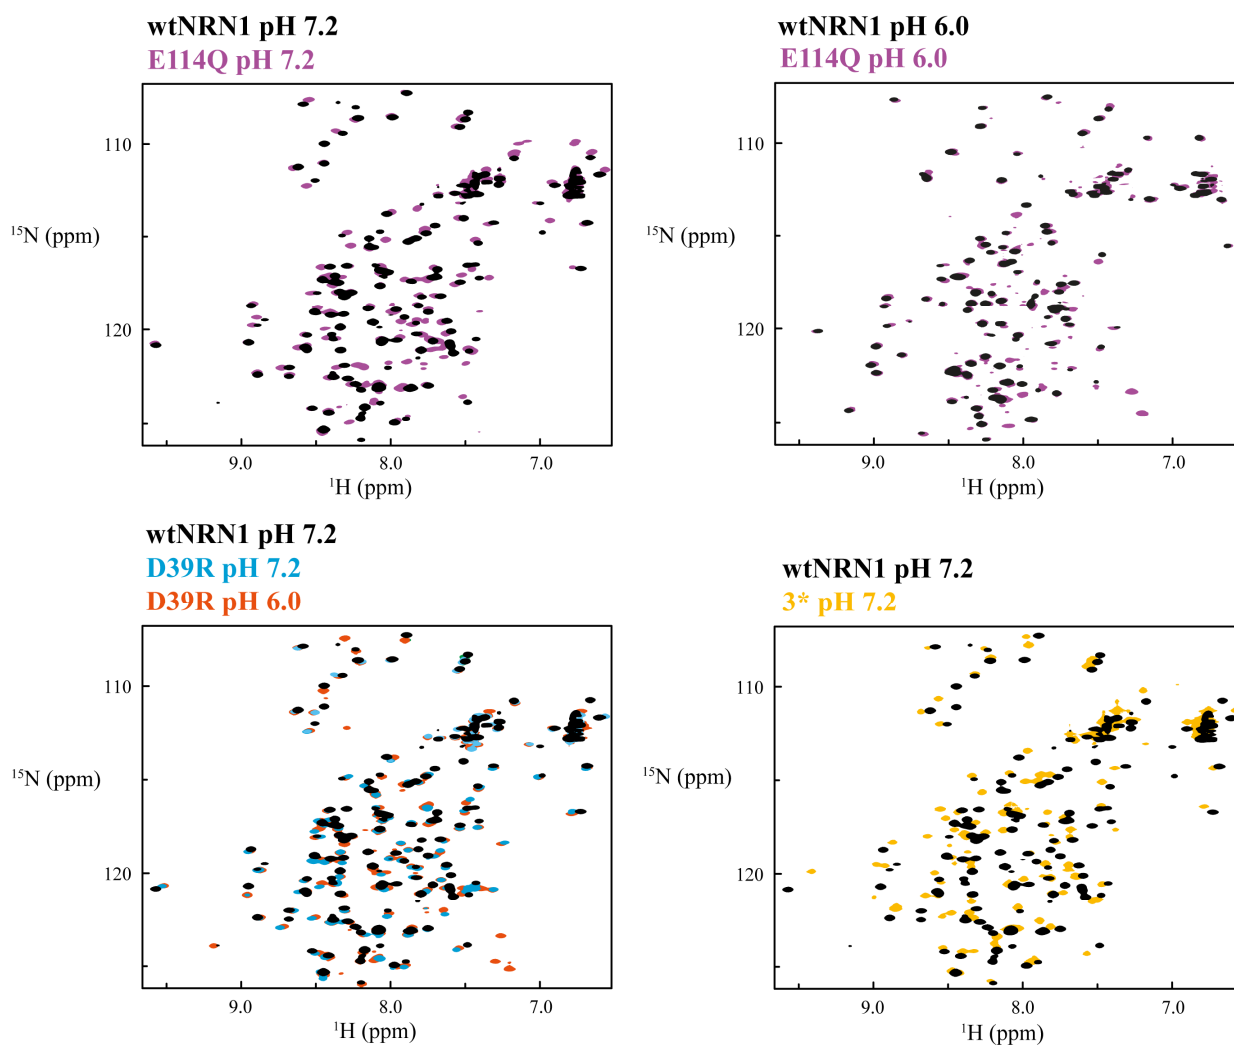 wtNRN1 pH 7.2
E114Q pH 7.2
110
¹⁵N (ppm)
120
9.0 8.0 7.0
¹H (ppm)
wtNRN1 pH 6.0
E114Q pH 6.0
110
¹⁵N (ppm)
120
9.0 8.0 7.0
¹H (ppm)
wtNRN1 pH 7.2
D39R pH 7.2
D39R pH 6.0
110
¹⁵N (ppm)
120
9.0 8.0 7.0
¹H (ppm)
wtNRN1 pH 7.2
3* pH 7.2
110
¹⁵N (ppm)
120
9.0 8.0 7.0
¹H (ppm)